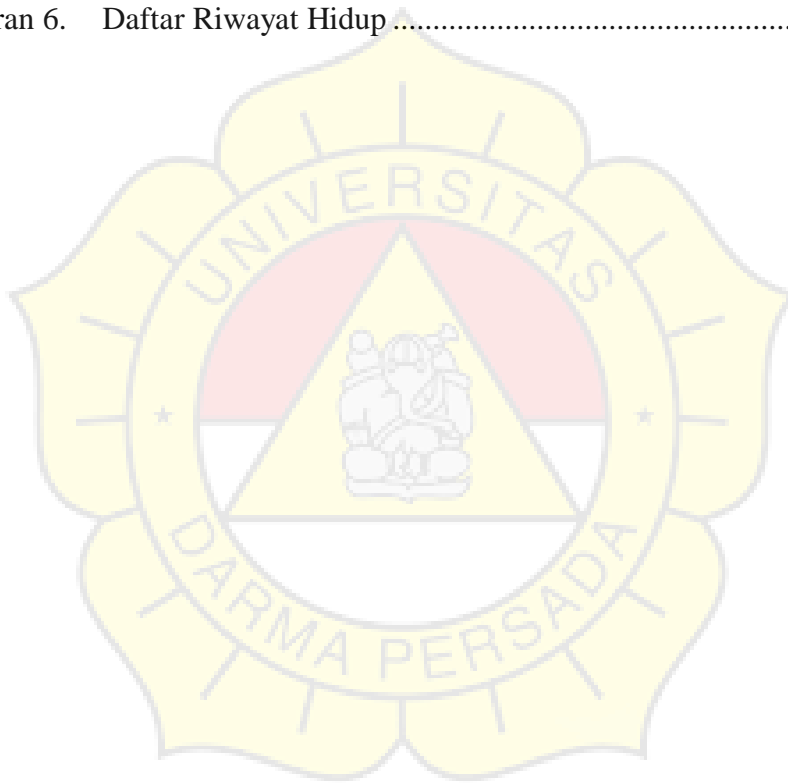 ran 6. Daftar Riwayat Hidup ..................................................
UNIVERSITAS
DARMA PERSADA